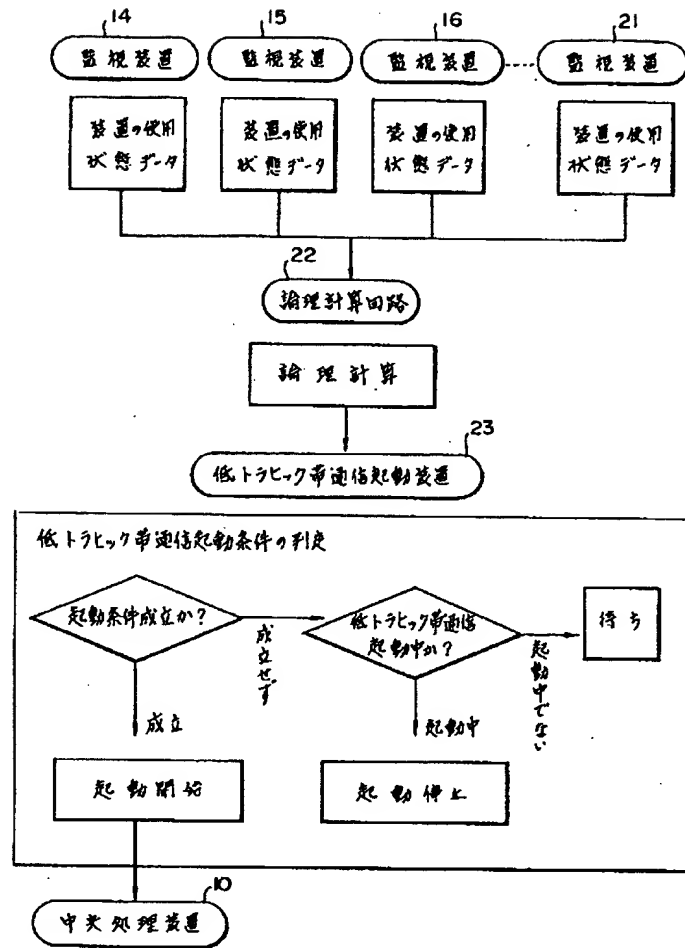 14
15
16
21
監視装置
監視装置
監視装置
監視装置
装置の使用
状態データ
装置の使用
状態データ
装置の使用
状態データ
装置の使用
状態データ
22
論理計算回路
論理計算
23
低トラヒック帯通信起動装置
低トラヒック帯通信起動条件の判定
起動条件成立か?
成立せず
低トラヒック帯通信
起動中か?
起動中でない
待ち
成立
起動中
起動開始
起動停止
10
中央処理装置